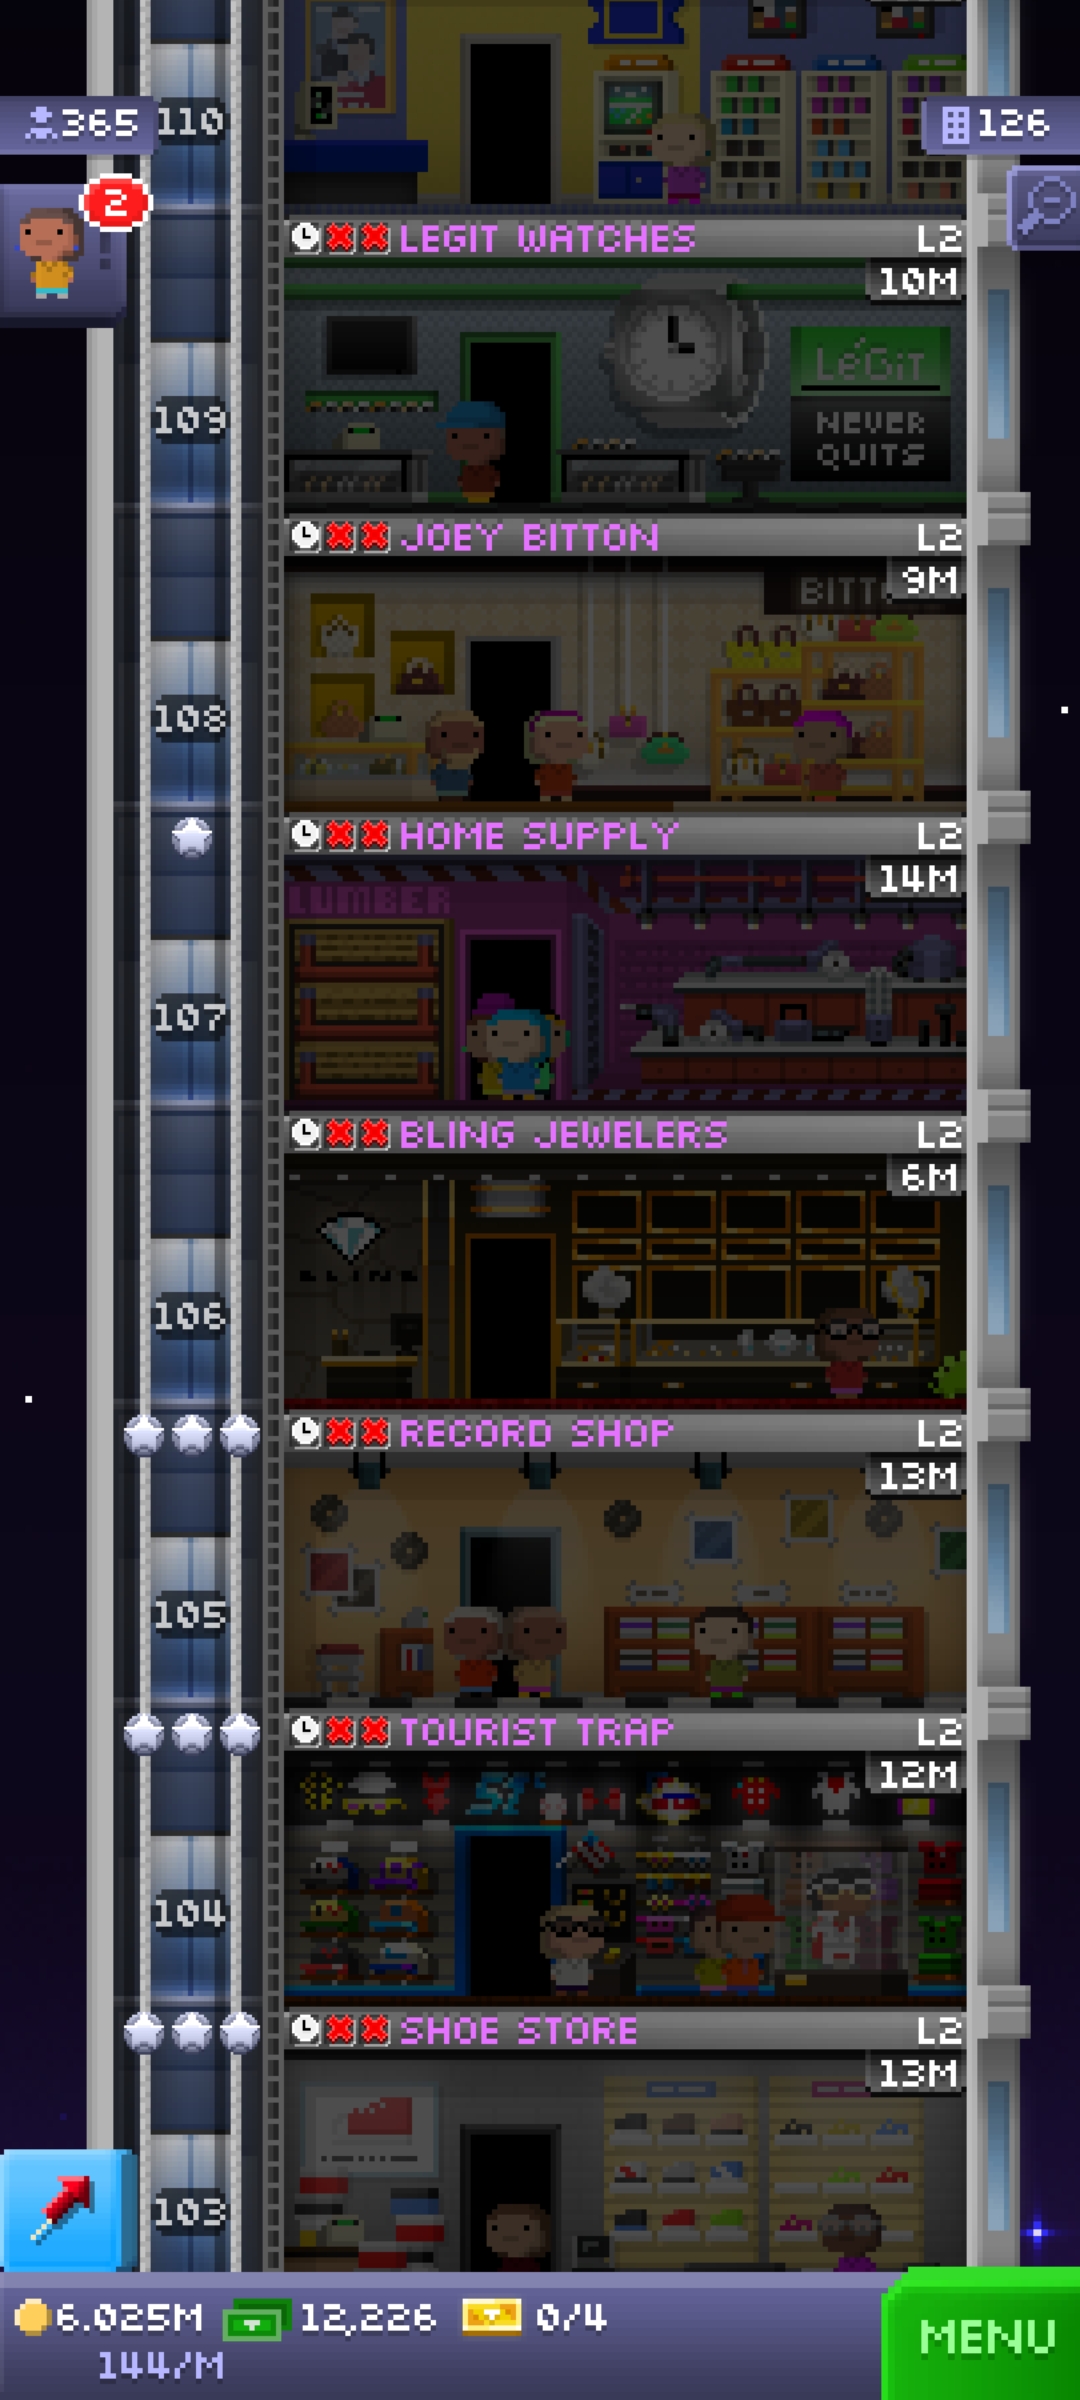 365
110
126
2
LEGIT WATCHES
L2
10M
LéGiT
NEVER
QUITS
109
JOEY BITTON
L2
9M
108
HOME SUPPLY
L2
14M
LUMBER
107
BLING JEWELERS
L2
6M
BLING
106
RECORD SHOP
L2
13M
105
TOURIST TRAP
L2
12M
104
SHOE STORE
L2
13M
103
6.025M
12,226
0/4
144/M
MENU